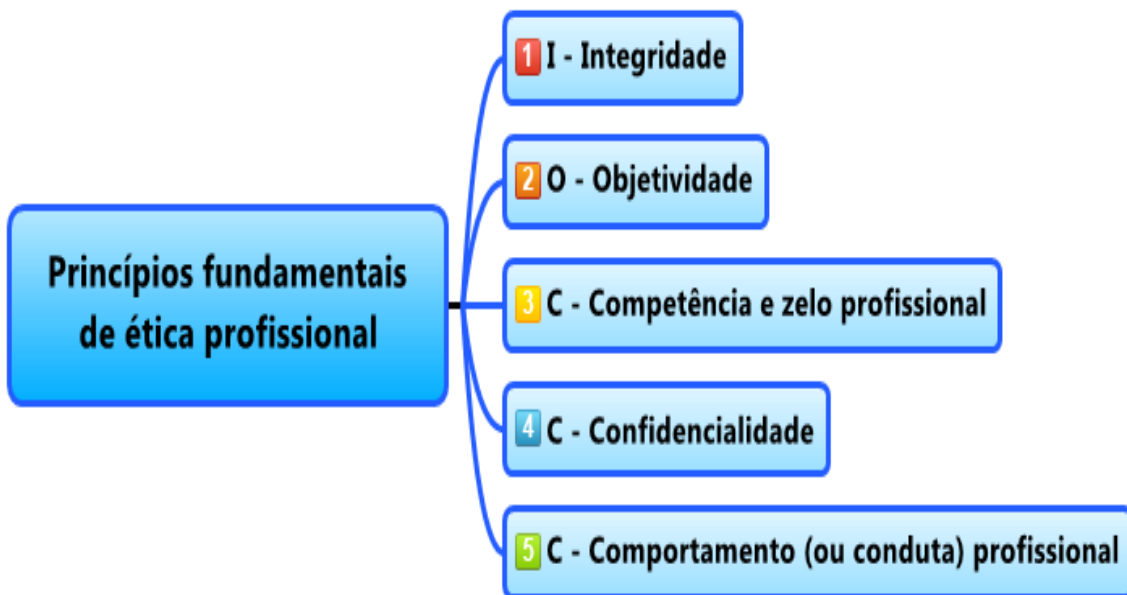 Princípios fundamentais
de ética profissional
1 I - Integridade
2 O - Objetividade
3 C - Competência e zelo profissional
4 C - Confidencialidade
5 C - Comportamento (ou conduta) profissional